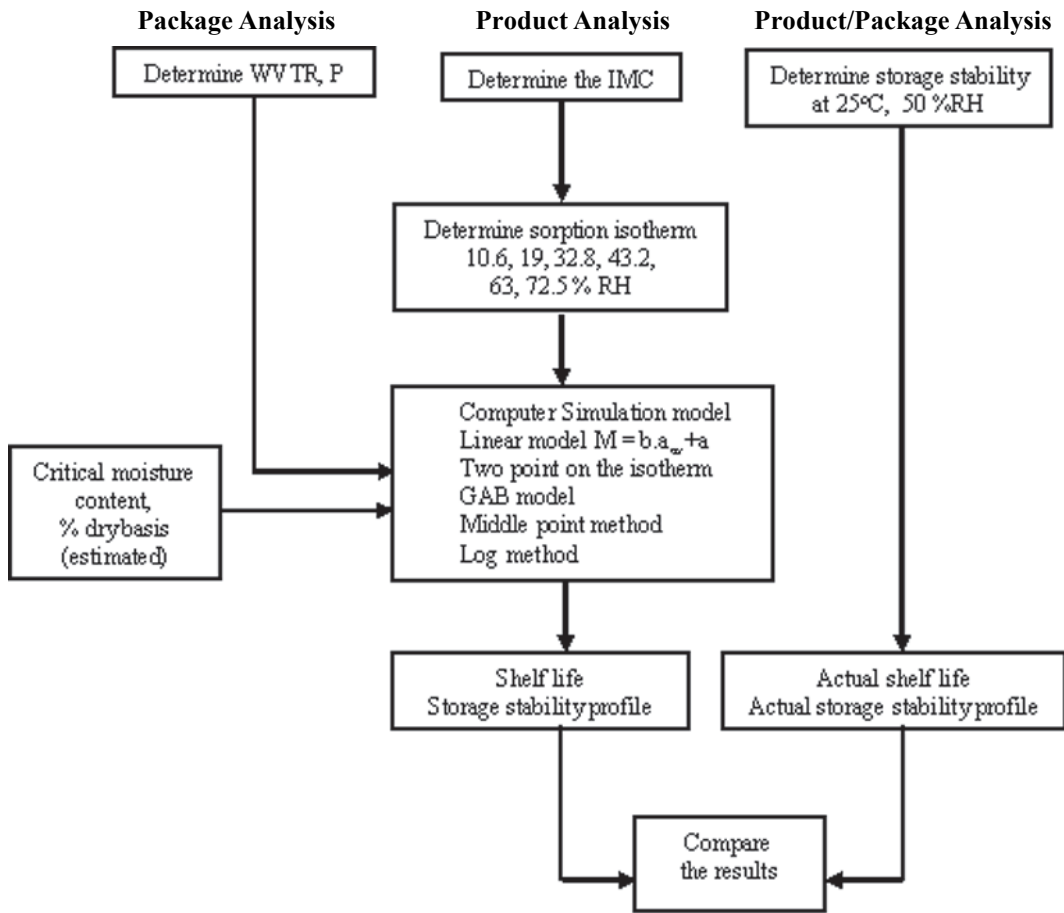 Package Analysis
Product Analysis
Product/Package Analysis
Determine WVTR, P
Determine the IMC
Determine storage stability
at 25°C, 50 %RH
Determine sorption isotherm
10.6, 19, 32.8, 43.2,
63, 72.5 % RH
Computer Simulation model
Linear model M = b.a_w+a
Two point on the isotherm
GAB model
Middle point method
Log method
Critical moisture
content,
% drybasis
(estimated)
Shelf life
Storage stability profile
Actual shelf life
Actual storage stability profile
Compare
the results